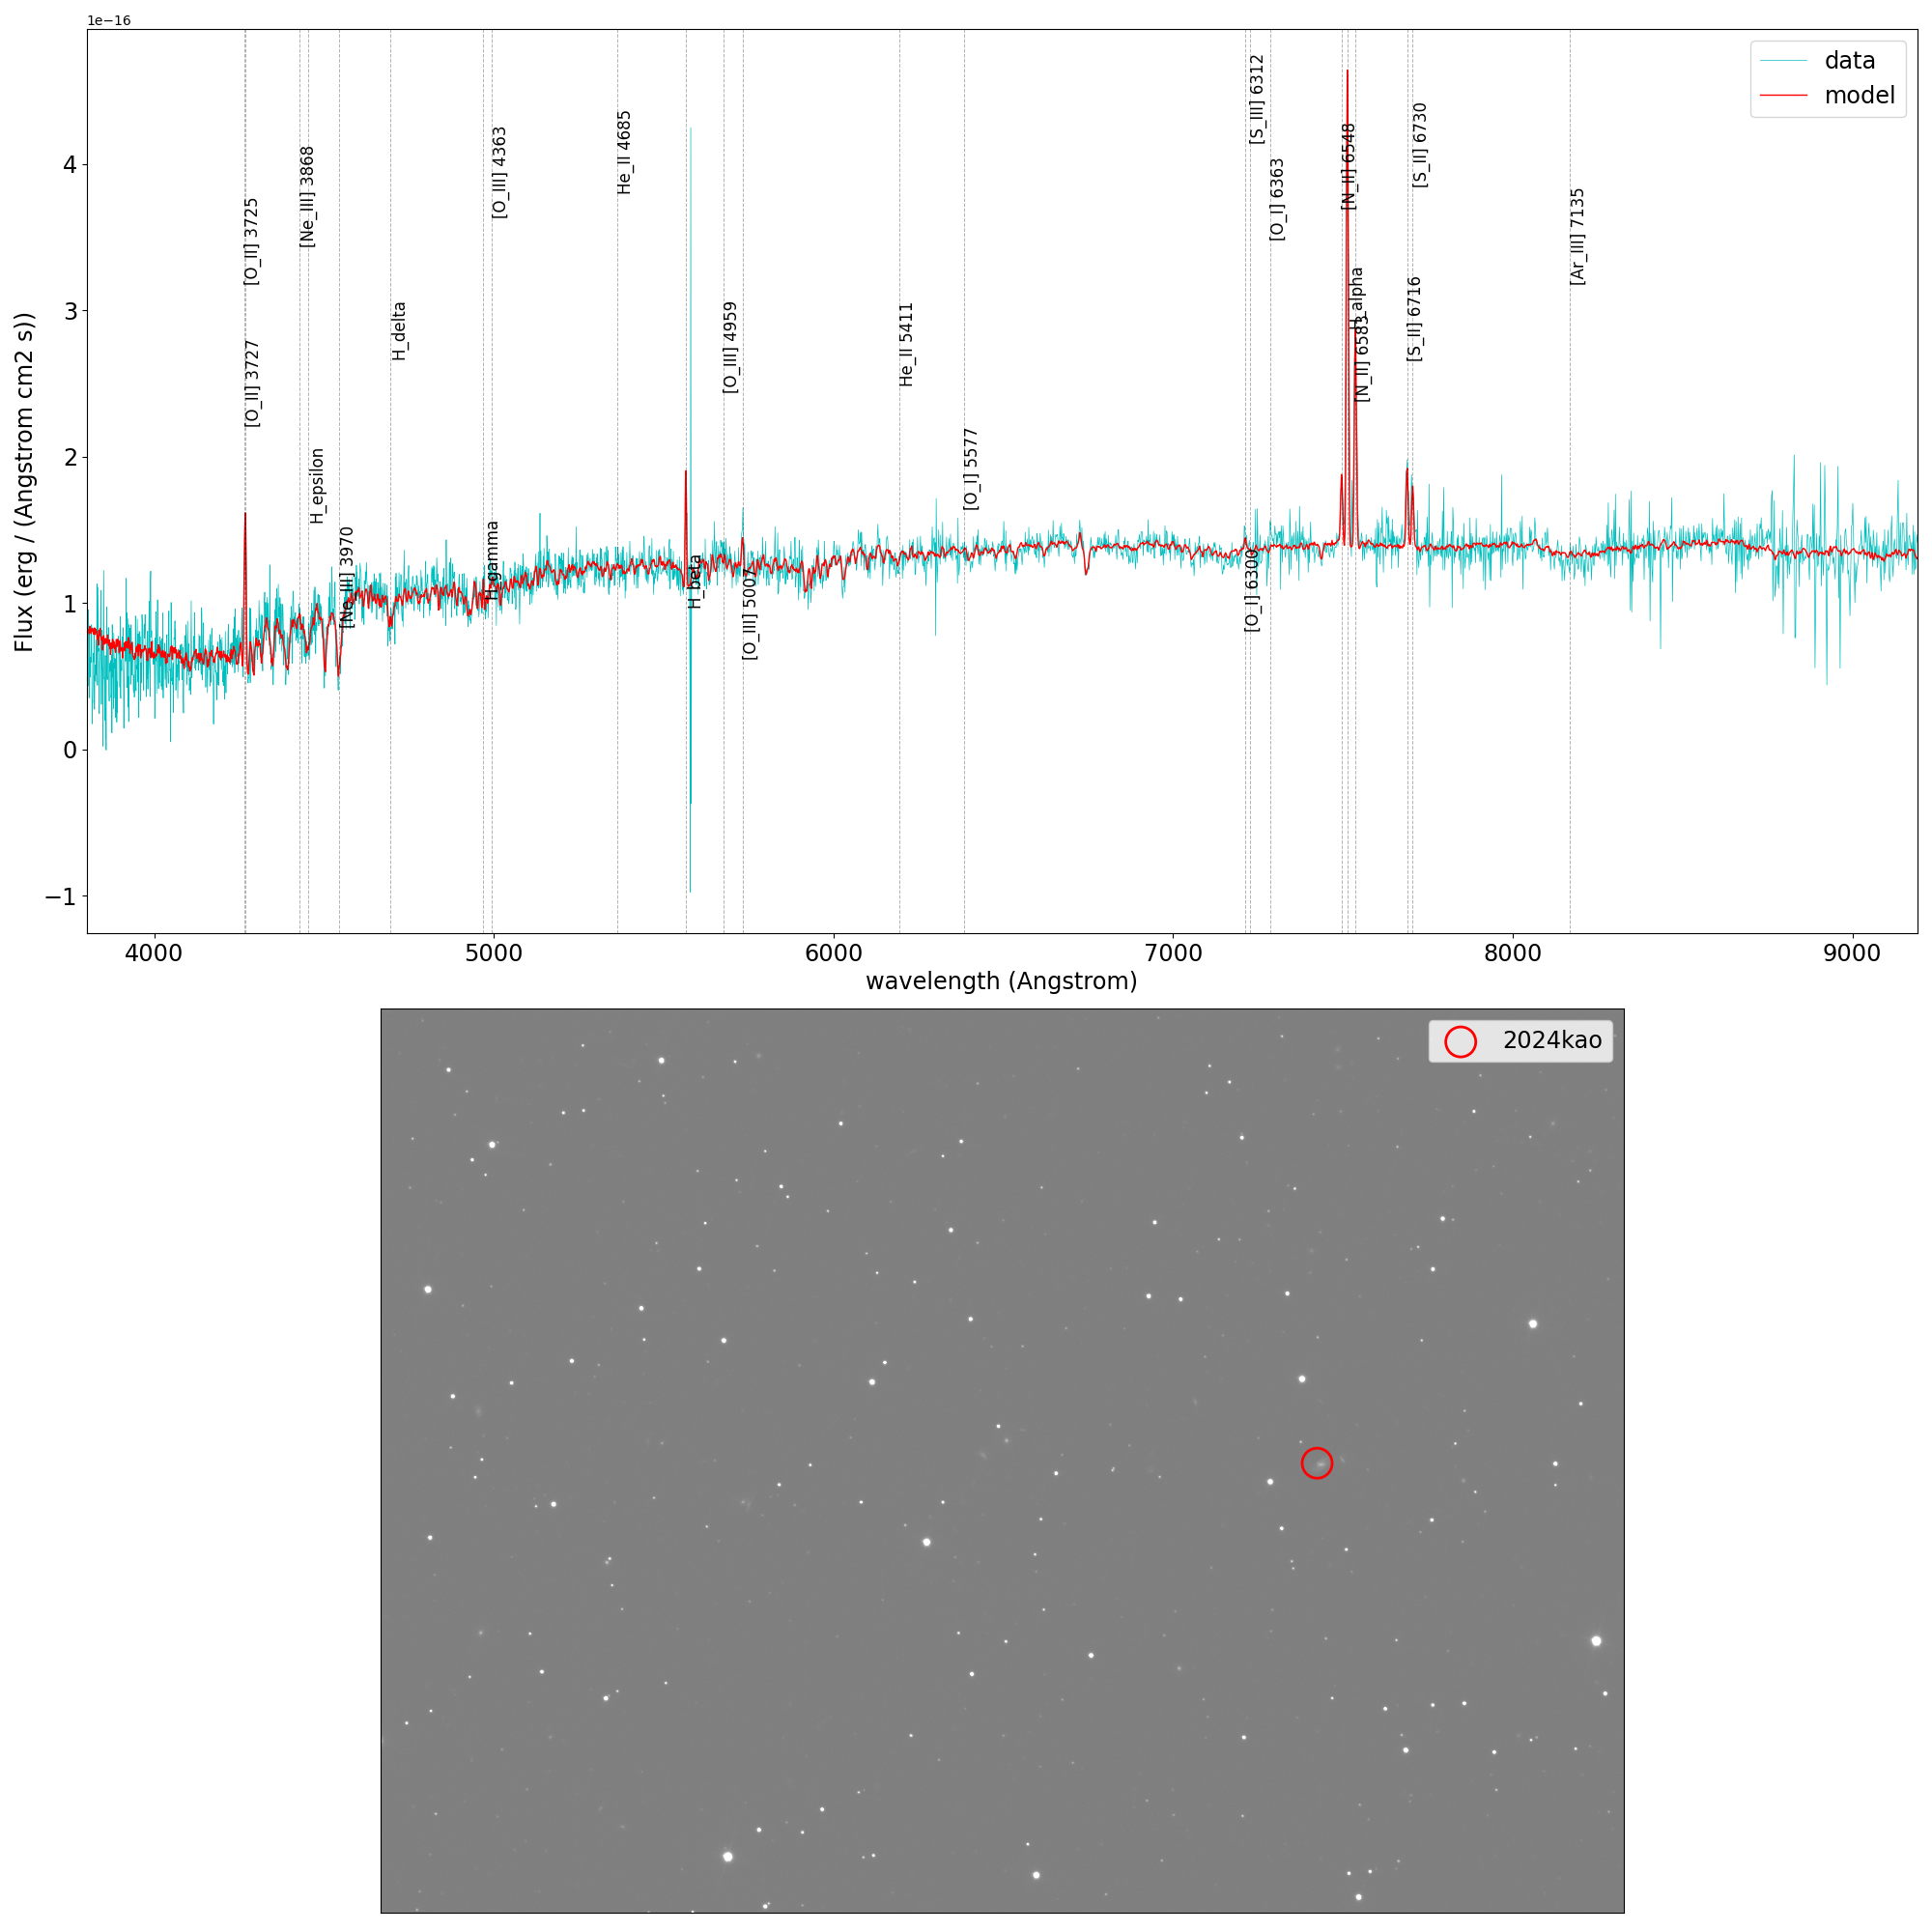 1e−16
Flux (erg / (Angstrom cm2 s))
4
3
2
1
0
−1
data
model
[O_II] 3725
[O_II] 3727
[Ne_III] 3868
H_epsilon
[Ne_III] 3970
H_delta
H_gamma
[O_III] 4363
He_II 4685
H_beta
[O_III] 4959
[O_III] 5007
He_II 5411
[O_I] 5577
[O_I] 6300
[S_III] 6312
[O_I] 6363
[N_II] 6548
H_alpha
[N_II] 6583
[S_II] 6716
[S_II] 6730
[Ar_III] 7135
4000 5000 6000 7000 8000 9000
wavelength (Angstrom)
2024kao